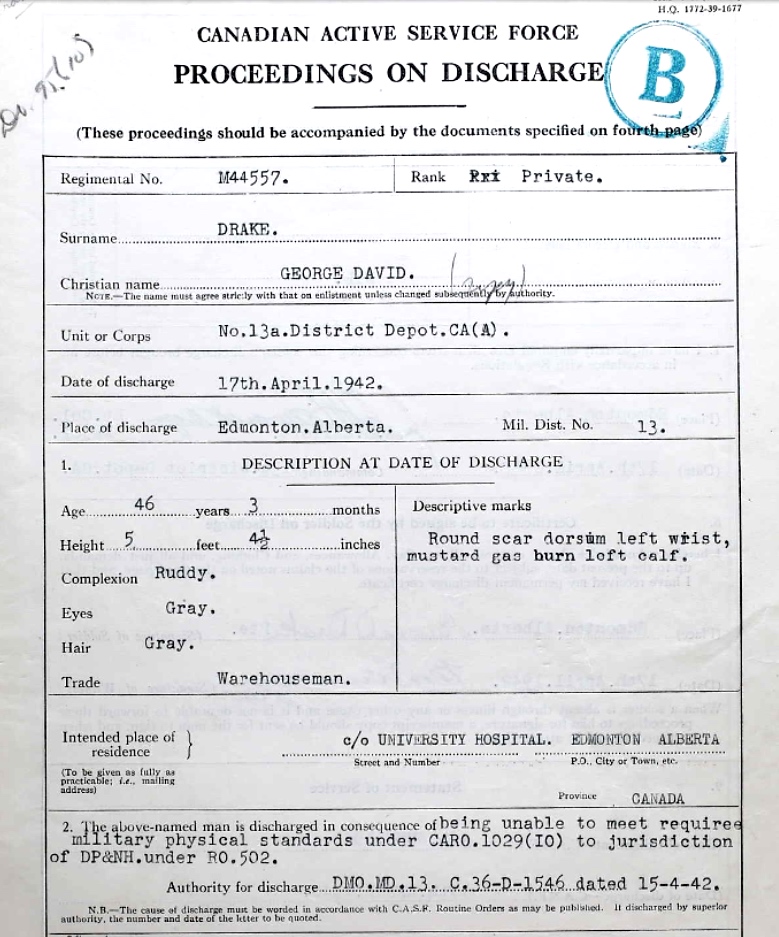 H.Q. 1772-39-1677
CANADIAN ACTIVE SERVICE FORCE
PROCEEDINGS ON DISCHARGE
B
(These proceedings should be accompanied by the documents specified on fourth page)
Regimental No. M44557. Rank Rxi Private.
Surname DRAKE.
Christian name GEORGE DAVID.
NOTE.—The name must agree strictly with that on enlistment unless changed subsequently by authority.
Unit or Corps No.13a.District Depot.CA(A).
Date of discharge 17th.April.1942.
Place of discharge Edmonton.Alberta. Mil. Dist. No. 13.
1. DESCRIPTION AT DATE OF DISCHARGE
Age 46 years 3 months
Height 5 feet 4½ inches
Complexion Ruddy.
Eyes Gray.
Hair Gray.
Trade Warehouseman.
Descriptive marks
Round scar dorsum left wrist,
mustard gas burn left calf.
Intended place of residence
(To be given as fully as practicable; i.e., mailing address)
c/o UNIVERSITY HOSPITAL. EDMONTON ALBERTA
Street and Number P.O., City or Town, etc.
Province CANADA
2. The above-named man is discharged in consequence of being unable to meet require
military physical standards under CARO.1029(IO) to jurisdiction
of DP&NH.under RO.502.
Authority for discharge DMO.MD.13. C.36-D-1546 dated 15-4-42.
N.B.—The cause of discharge must be worded in accordance with C.A.S.F. Routine Orders as may be published. If discharged by superior
authority, the number and date of the letter to be quoted.